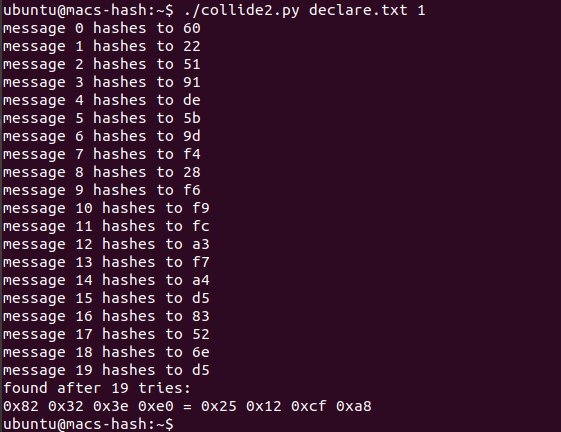 ubuntu@macs-hash:~$ ./collide2.py declare.txt 1
message 0 hashes to 60
message 1 hashes to 22
message 2 hashes to 51
message 3 hashes to 91
message 4 hashes to de
message 5 hashes to 5b
message 6 hashes to 9d
message 7 hashes to f4
message 8 hashes to 28
message 9 hashes to f6
message 10 hashes to f9
message 11 hashes to fc
message 12 hashes to a3
message 13 hashes to f7
message 14 hashes to a4
message 15 hashes to d5
message 16 hashes to 83
message 17 hashes to 52
message 18 hashes to 6e
message 19 hashes to d5
found after 19 tries:
0x82 0x32 0x3e 0xe0 = 0x25 0x12 0xcf 0xa8
ubuntu@macs-hash:~$